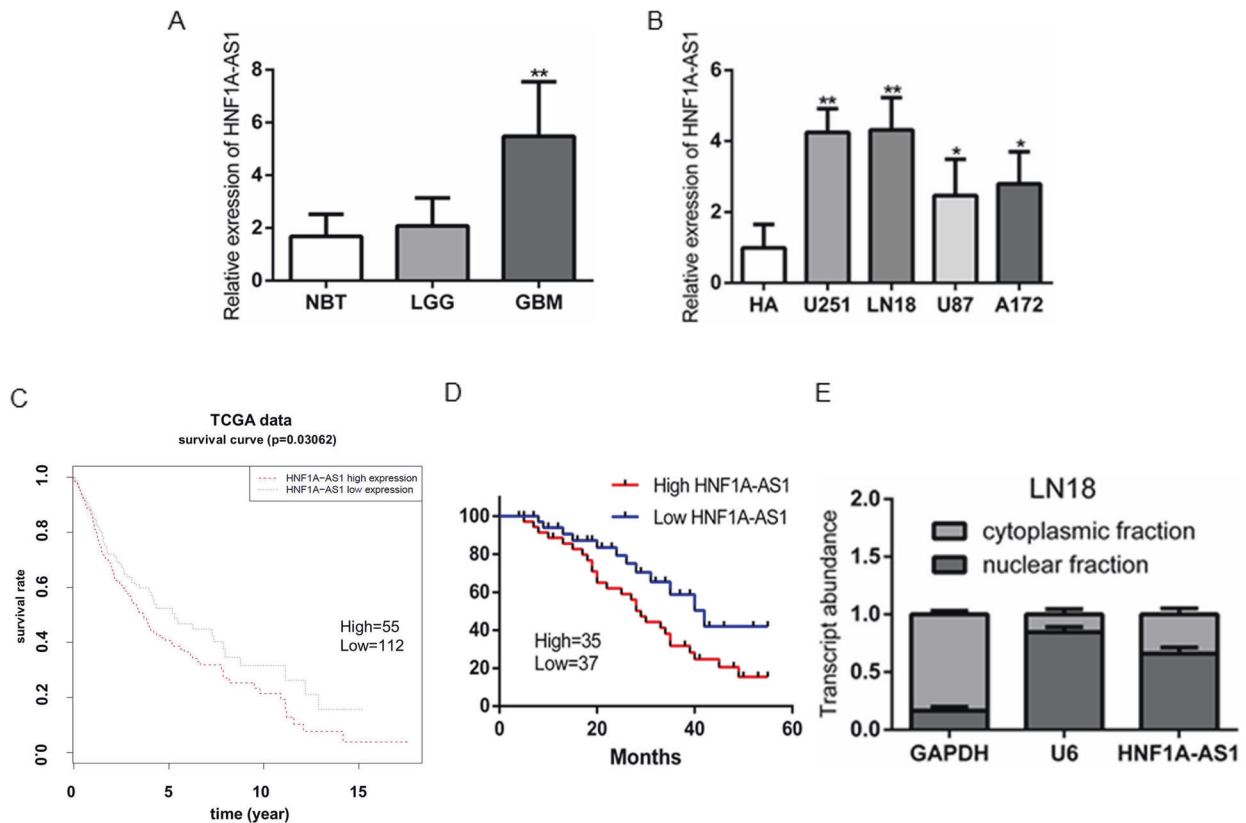 A
Relative exression of HNF1A-AS1
8
6
4
2
0
**
NBT LGG GBM
B
Relative exression of HNF1A-AS1
6
4
2
0
** ** * *
HA U251 LN18 U87 A172
C
TCGA data
survival curve (p=0.03062)
HNF1A−AS1 high expression
HNF1A−AS1 low expression
survival rate
1.0
0.8
0.6
0.4
0.2
0.0
High=55
Low=112
0 5 10 15
time (year)
D
High HNF1A-AS1
Low HNF1A-AS1
100
80
60
40
20
0
High=35
Low=37
0 20 40 60
Months
E
LN18
cytoplasmic fraction
nuclear fraction
Transcript abundance
2.0
1.5
1.0
0.5
0.0
GAPDH U6 HNF1A-AS1